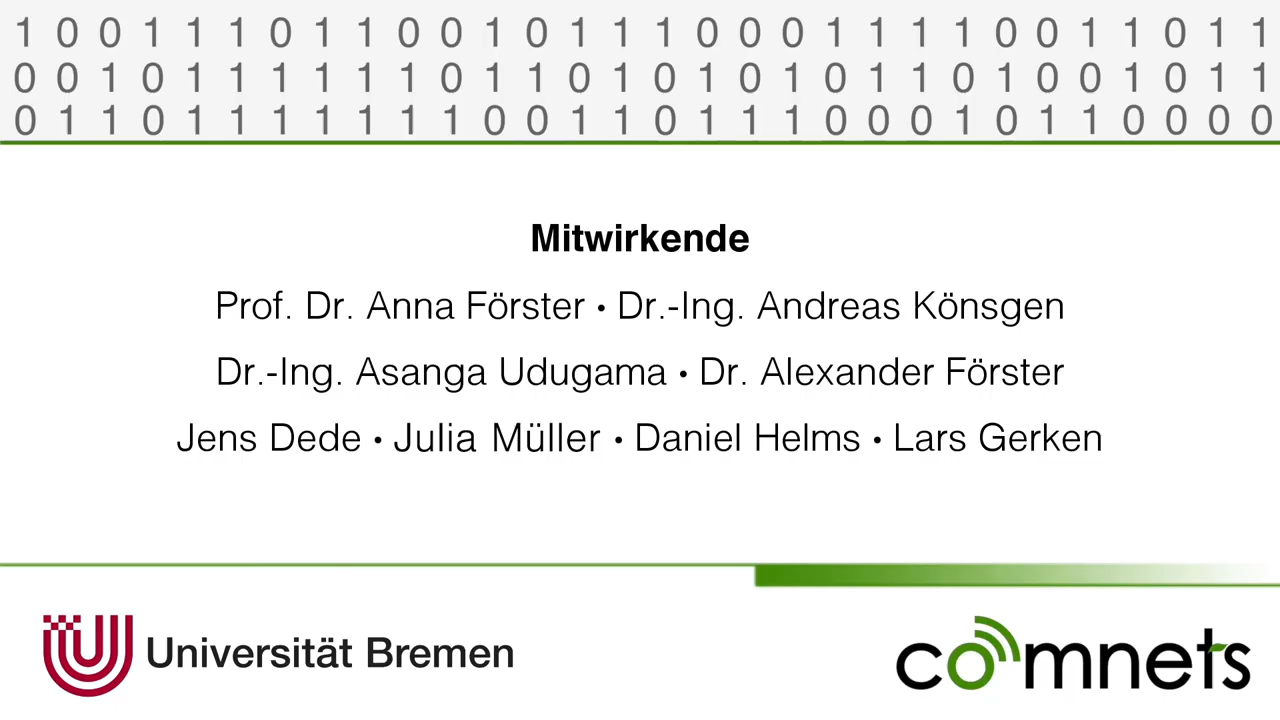 1 0 0 1 1 1 0 1 1 0 0 1 0 1 1 1 0 0 0 1 1 1 1 0 0 1 1 0 1 1
0 0 1 0 1 1 1 1 1 1 0 1 1 0 1 0 1 0 1 0 1 1 0 1 0 0 1 0 1 1
0 1 1 0 1 1 1 1 1 1 1 0 0 1 1 0 1 1 1 0 0 0 1 0 1 1 0 0 0 0
Mitwirkende
Prof. Dr. Anna Förster • Dr.-Ing. Andreas Könsgen
Dr.-Ing. Asanga Udugama • Dr. Alexander Förster
Jens Dede • Julia Müller • Daniel Helms • Lars Gerken
Universität Bremen
comnets